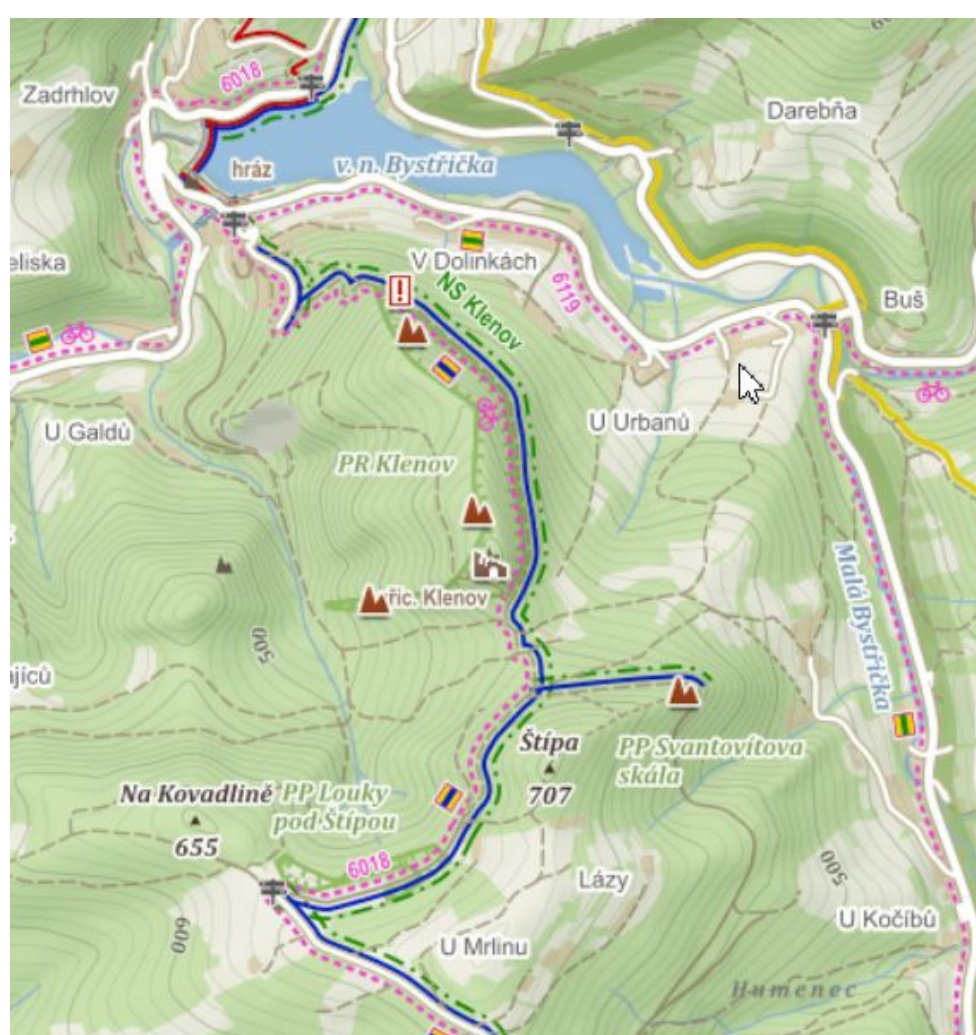 6018
Zadrhlov
Darebňa
hráz
v. n. Bystřička
eliska
V Dolinkách
NS Klenov
6119
Buš
U Galdů
U Urbanů
PR Klenov
Malá Bystřička
řic. Klenov
500
ajíců
Štípa
707
PP Svantovítova
skála
Na Kovadlině
655
PP Louky
pod Štípou
6018
500
Lázy
600
U Mrlinu
U Kočíbů
Humenec